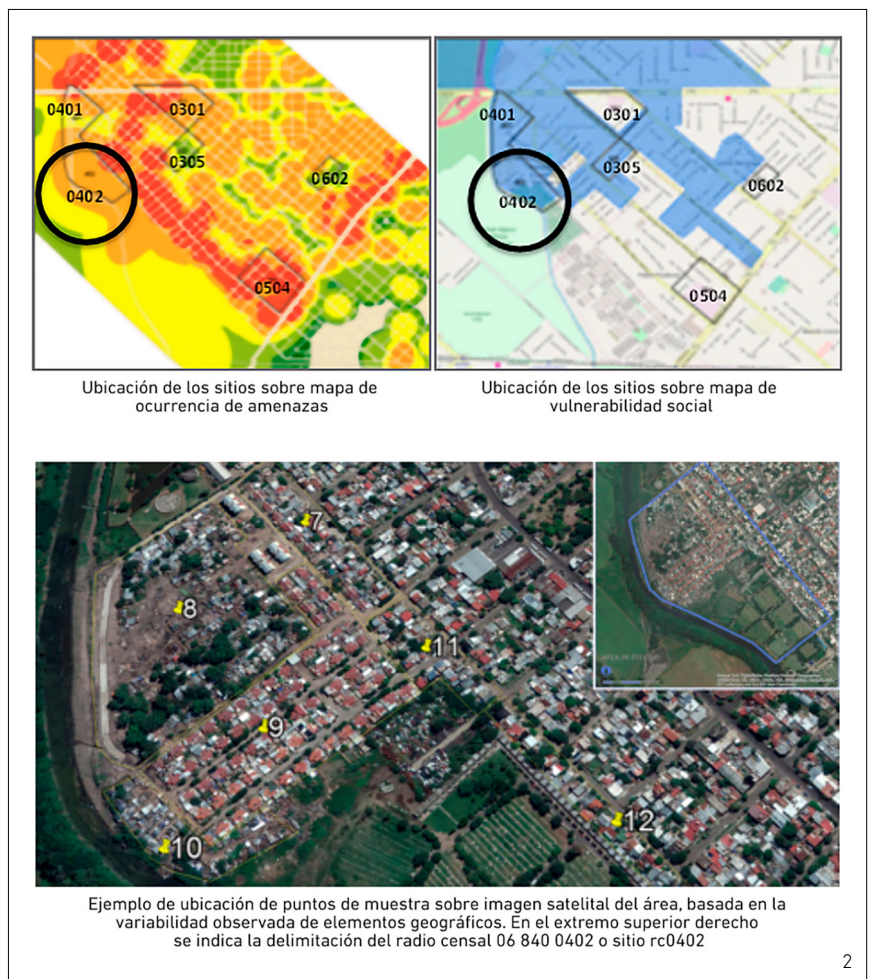 0401
0301
0305
0602
0402
0504
0401
0301
0305
0602
0402
0504
Ubicación de los sitios sobre mapa de
ocurrencia de amenazas
Ubicación de los sitios sobre mapa de
vulnerabilidad social
7
8
11
9
12
10
Ejemplo de ubicación de puntos de muestra sobre imagen satelital del área, basada en la
variabilidad observada de elementos geográficos. En el extremo superior derecho
se indica la delimitación del radio censal 06 840 0402 o sitio rc0402
2